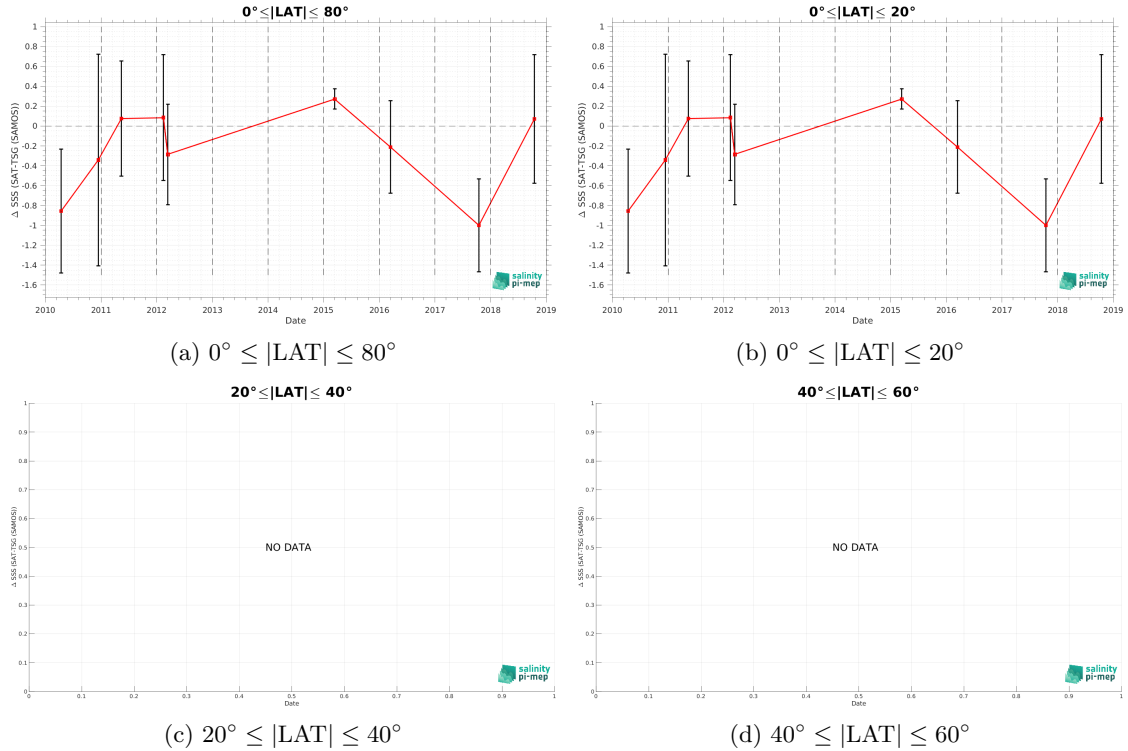 0°≤|LAT|≤ 80°
1
0.8
0.6
0.4
0.2
0
-0.2
-0.4
-0.6
-0.8
-1
-1.2
-1.4
-1.6
Δ SSS (SAT-TSG (SAMOS))
2010 2011 2012 2013 2014 2015 2016 2017 2018 2019
Date
salinity
pi-mep
(a) 0° ≤ |LAT| ≤ 80°
0°≤|LAT|≤ 20°
1
0.8
0.6
0.4
0.2
0
-0.2
-0.4
-0.6
-0.8
-1
-1.2
-1.4
-1.6
Δ SSS (SAT-TSG (SAMOS))
2010 2011 2012 2013 2014 2015 2016 2017 2018 2019
Date
salinity
pi-mep
(b) 0° ≤ |LAT| ≤ 20°
20°≤|LAT|≤ 40°
1
0.9
0.8
0.7
0.6
0.5
0.4
0.3
0.2
0.1
0
Δ SSS (SAT-TSG (SAMOS))
NO DATA
0 0.1 0.2 0.3 0.4 0.5 0.6 0.7 0.8 0.9 1
Date
salinity
pi-mep
(c) 20° ≤ |LAT| ≤ 40°
40°≤|LAT|≤ 60°
1
0.9
0.8
0.7
0.6
0.5
0.4
0.3
0.2
0.1
0
Δ SSS (SAT-TSG (SAMOS))
NO DATA
0 0.1 0.2 0.3 0.4 0.5 0.6 0.7 0.8 0.9 1
Date
salinity
pi-mep
(d) 40° ≤ |LAT| ≤ 60°